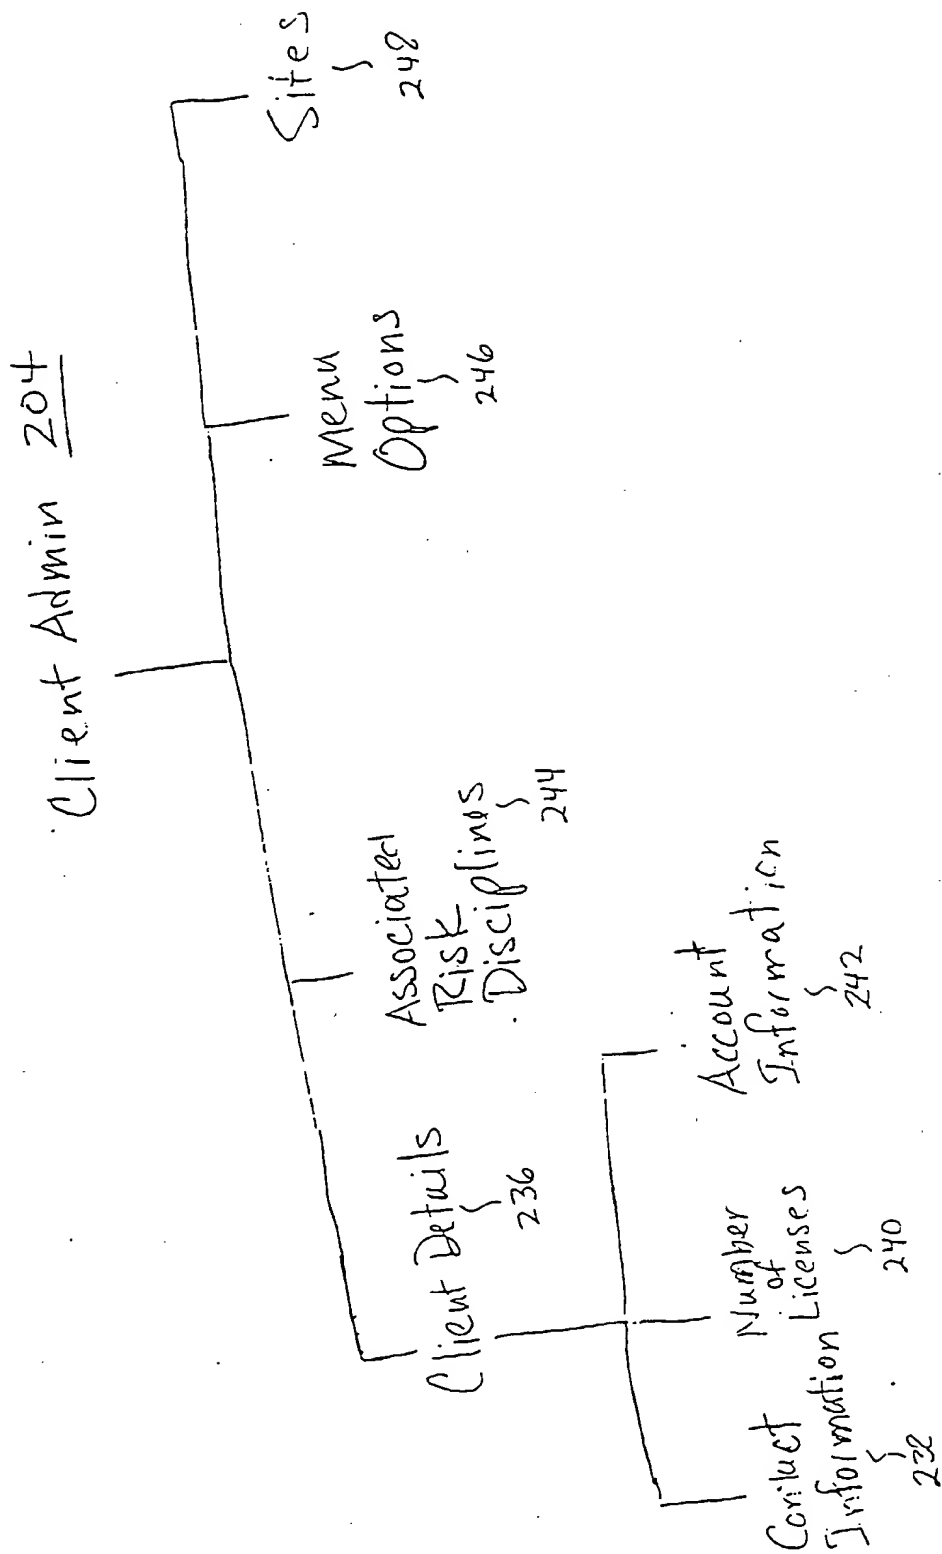 Client Admin 204
Sites
248
Menu
Options
246
Associated
Risk
Disciplines
244
Client Details
236
Account
Information
242
Number
of
Licenses
240
Contact
Information
238